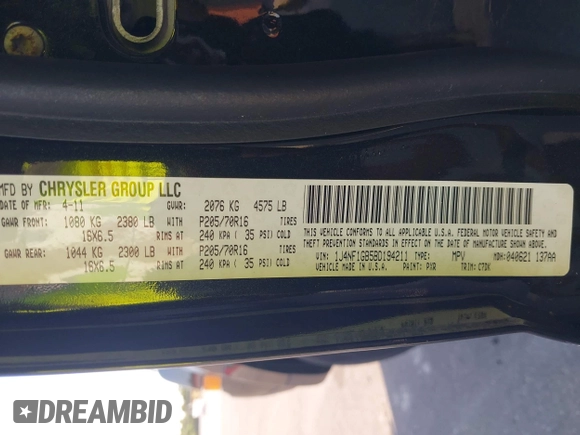 MFD BY CHRYSLER GROUP LLC
DATE OF MFR: 4-11 GVWR: 2076 KG 4575 LB
GAWR FRONT: 1080 KG 2380 LB WITH P205/70R16 TIRES
16X6.5 RIMS AT 240 KPA ( 35 PSI) COLD
GAWR REAR: 1044 KG 2300 LB WITH P205/70R16 TIRES
16X6.5 RIMS AT 240 KPA ( 35 PSI) COLD
THIS VEHICLE CONFORMS TO ALL APPLICABLE U.S.A. FEDERAL MOTOR VEHICLE SAFETY AND
THEFT PREVENTION STANDARDS IN EFFECT ON THE DATE OF MANUFACTURE SHOWN ABOVE.
VIN: 1J4NF1GB5BD194211 TYPE: MPV MDH: 040621 137AA
VEHICLE MADE IN U.S.A. PAINT: PXR TRIM: C7DK
DREAMBID